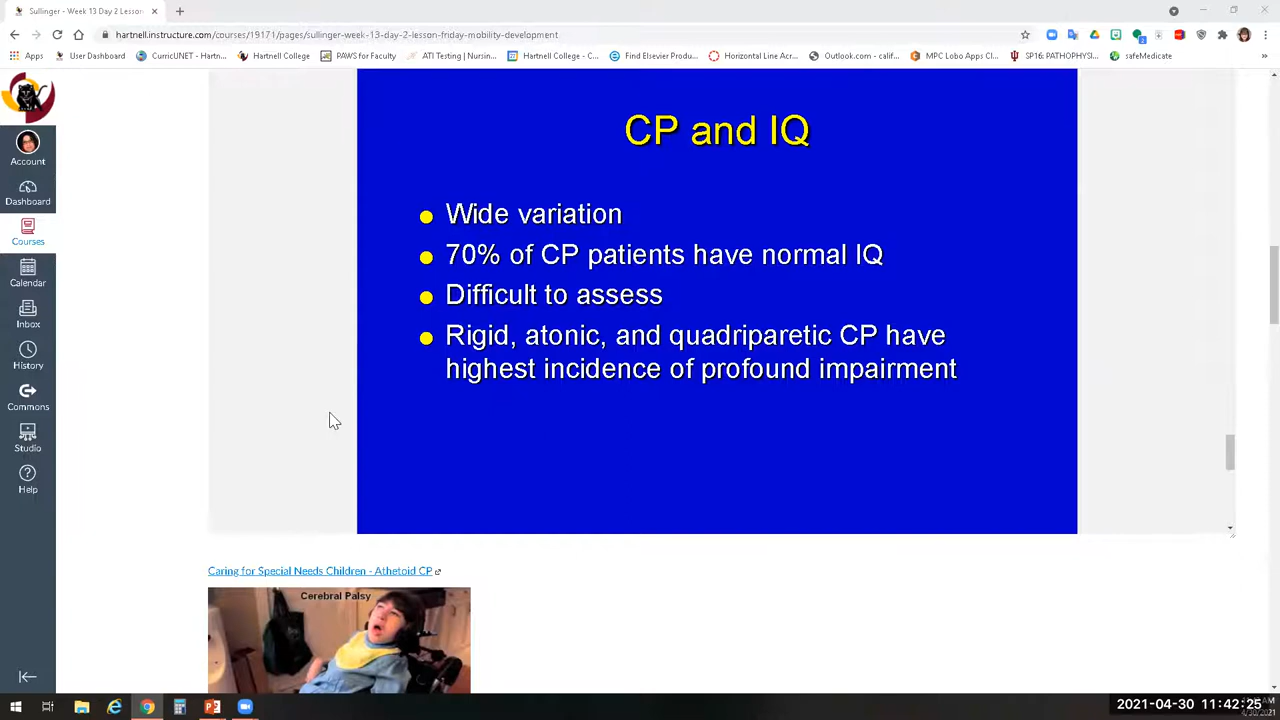 Sullinger - Week 13 Day 2 Lesson
hartnell.instructure.com/courses/19171/pages/sullinger-week-13-day-2-lesson-friday-mobility-development
Apps
User Dashboard
CurricUNET - Hartn...
Hartnell College
PAWS for Faculty
ATI Testing | Nursin...
Hartnell College - C...
Find Elsevier Produ...
Horizontal Line Acr...
Outlook.com - calif...
MPC Lobo Apps Cl...
SP16: PATHOPHYSI...
safeMedicate
Account
Dashboard
Courses
Calendar
Inbox
History
Commons
Studio
Help
CP and IQ
Wide variation
70% of CP patients have normal IQ
Difficult to assess
Rigid, atonic, and quadriparetic CP have
highest incidence of profound impairment
Caring for Special Needs Children - Athetoid CP
Cerebral Palsy
2021-04-30 11:42:25